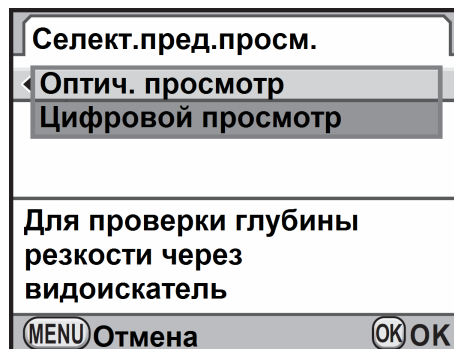 Селект.пред.просм.
Оптич. просмотр
Цифровой просмотр
Для проверки глубины
резкости через
видоискатель
MENU Отмена
OK OK